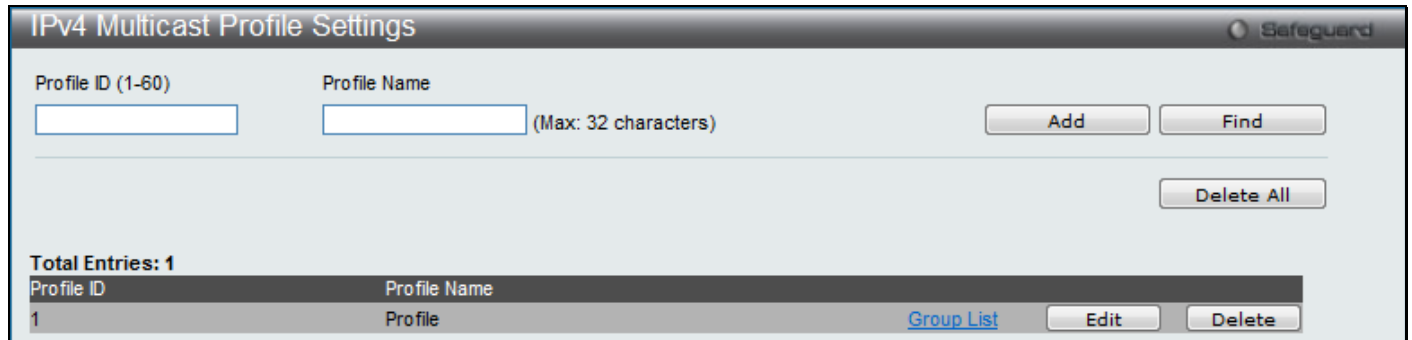 IPv4 Multicast Profile Settings
Safeguard
Profile ID (1-60)
Profile Name
(Max: 32 characters)
Add
Find
Delete All
Total Entries: 1
Profile ID
Profile Name
1
Profile
Group List
Edit
Delete